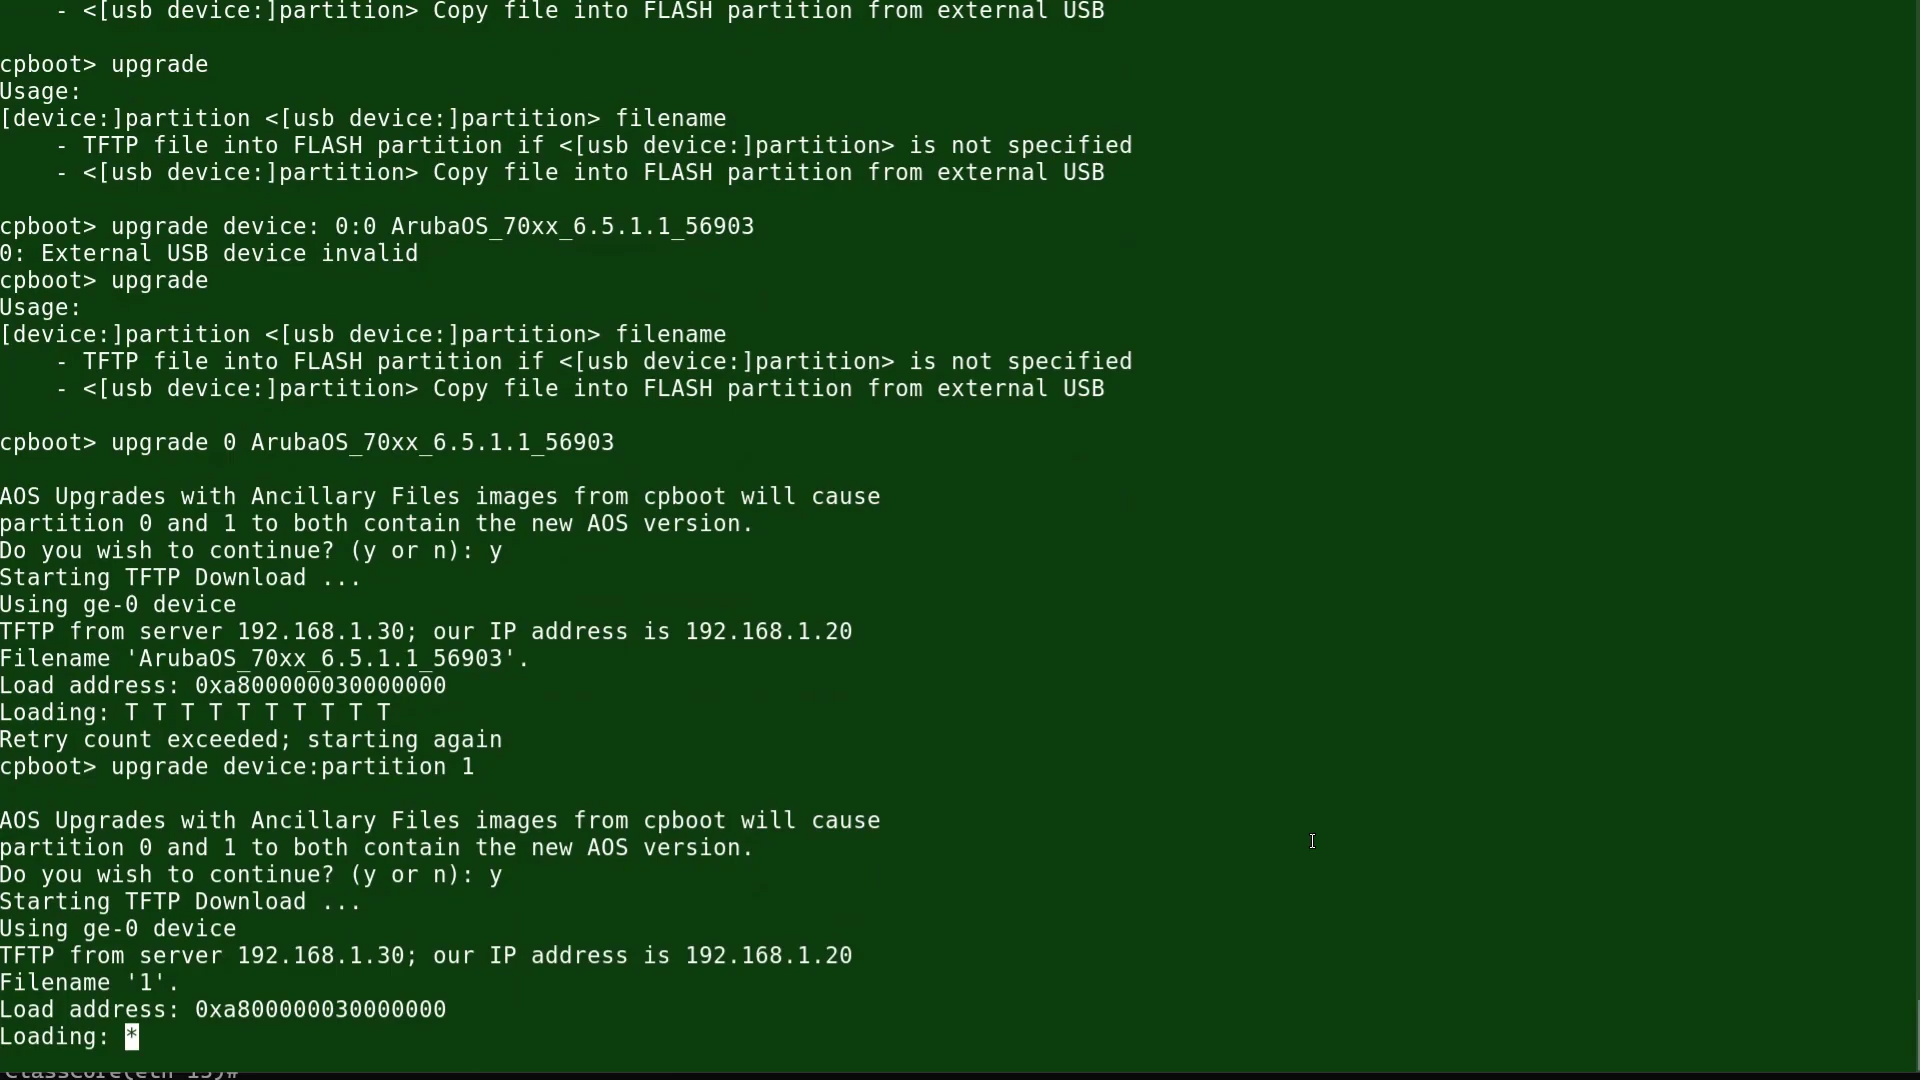 - <[usb device:]partition> Copy file into FLASH partition from external USB

cpboot> upgrade
Usage:
[device:]partition <[usb device:]partition> filename
    - TFTP file into FLASH partition if <[usb device:]partition> is not specified
    - <[usb device:]partition> Copy file into FLASH partition from external USB

cpboot> upgrade device: 0:0 ArubaOS_70xx_6.5.1.1_56903
0: External USB device invalid
cpboot> upgrade
Usage:
[device:]partition <[usb device:]partition> filename
    - TFTP file into FLASH partition if <[usb device:]partition> is not specified
    - <[usb device:]partition> Copy file into FLASH partition from external USB

cpboot> upgrade 0 ArubaOS_70xx_6.5.1.1_56903

AOS Upgrades with Ancillary Files images from cpboot will cause
partition 0 and 1 to both contain the new AOS version.
Do you wish to continue? (y or n): y
Starting TFTP Download ...
Using ge-0 device
TFTP from server 192.168.1.30; our IP address is 192.168.1.20
Filename 'ArubaOS_70xx_6.5.1.1_56903'.
Load address: 0xa800000030000000
Loading: T T T T T T T T T T
Retry count exceeded; starting again
cpboot> upgrade device:partition 1

AOS Upgrades with Ancillary Files images from cpboot will cause
partition 0 and 1 to both contain the new AOS version.
Do you wish to continue? (y or n): y
Starting TFTP Download ...
Using ge-0 device
TFTP from server 192.168.1.30; our IP address is 192.168.1.20
Filename '1'.
Load address: 0xa800000030000000
Loading: *